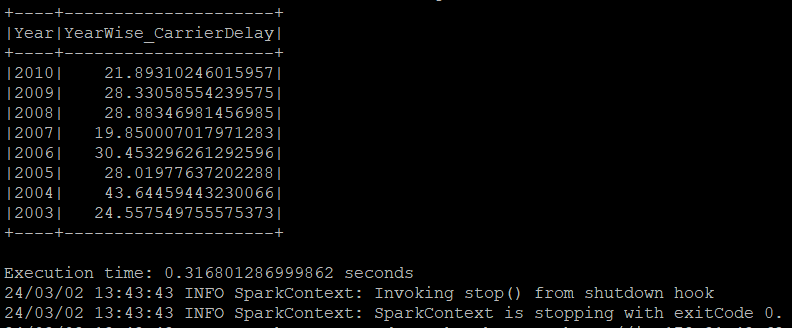 +----+--------------------+
|Year|YearWise_CarrierDelay|
+----+--------------------+
|2010| 21.89310246015957|
|2009| 28.33058554239575|
|2008| 28.88346981456985|
|2007| 19.850007017971283|
|2006| 30.453296261292596|
|2005| 28.01977637202288|
|2004| 43.64459443230066|
|2003| 24.557549755575373|
+----+--------------------+
Execution time: 0.316801286999862 seconds
24/03/02 13:43:43 INFO SparkContext: Invoking stop() from shutdown hook
24/03/02 13:43:43 INFO SparkContext: SparkContext is stopping with exitCode 0.